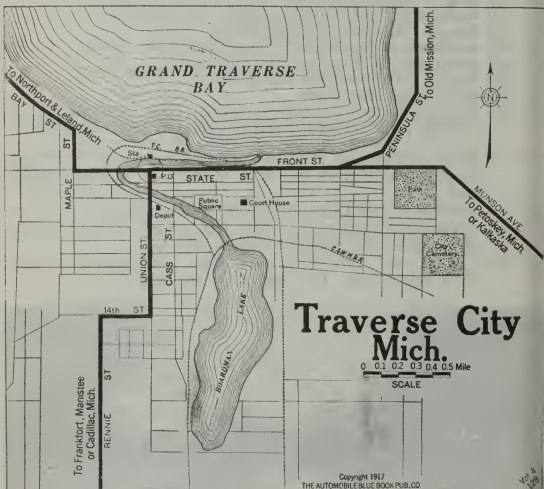 GRAND TRAVERSE
BAY
To Northport & Leland, Mich
BAY ST
MAPLE ST
Sta
T.C. R.R.
FRONT ST.
PENINSULA ST.
To Old Mission, Mich.
N
P.O
STATE ST.
Public
Square
Court House
Depot
UNION ST.
CASS ST.
Park
City
Cemetery
MUNISON AVE
To Petoskey, Mich.
or Kalkaska
14th ST
BOARDMAN LAKE
RENNIE ST
To Frankfort, Manistee
or Cadillac, Mich.
Traverse City
Mich.
0 0.1 0.2 0.3 0.4 0.5 Mile
SCALE
Copyright 1917
THE AUTOMOBILE BLUE BOOK PUB. CO
Vol 4
128